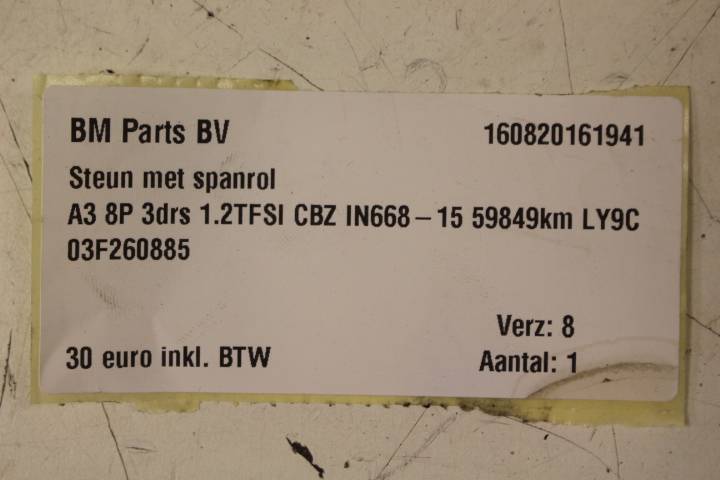 BM Parts BV 160820161941
Steun met spanrol
A3 8P 3drs 1.2TFSI CBZ IN668-15 59849km LY9C
03F260885
Verz: 8
30 euro inkl. BTW Aantal: 1